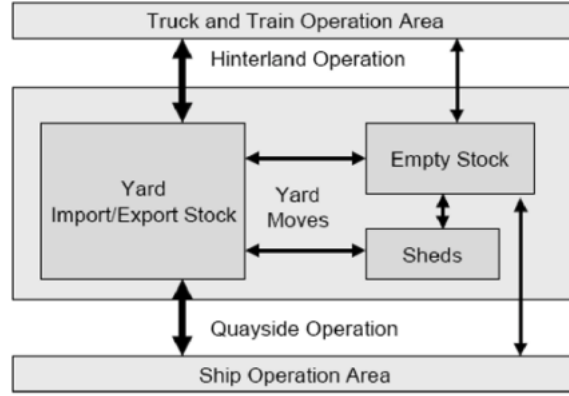 Truck and Train Operation Area
Hinterland Operation
Yard
Import/Export Stock
Empty Stock
Yard
Moves
Sheds
Quayside Operation
Ship Operation Area